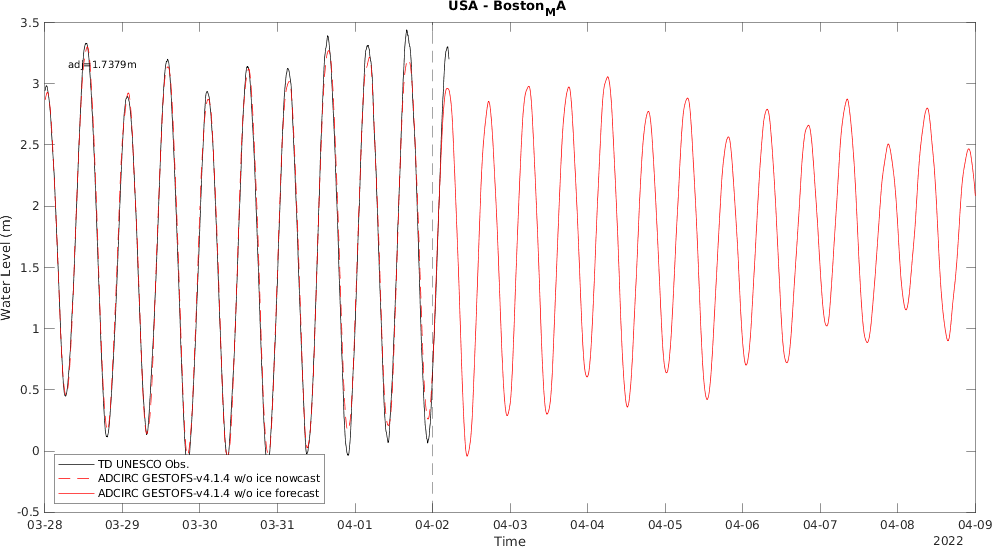 USA - Boston_MA
3.5
adj=1.7379m
3
2.5
2
1.5
1
0.5
0
-0.5
Water Level (m)
TD UNESCO Obs.
ADCIRC GESTOFS-v4.1.4 w/o ice nowcast
ADCIRC GESTOFS-v4.1.4 w/o ice forecast
03-28 03-29 03-30 03-31 04-01 04-02 04-03 04-04 04-05 04-06 04-07 04-08 04-09
Time
2022